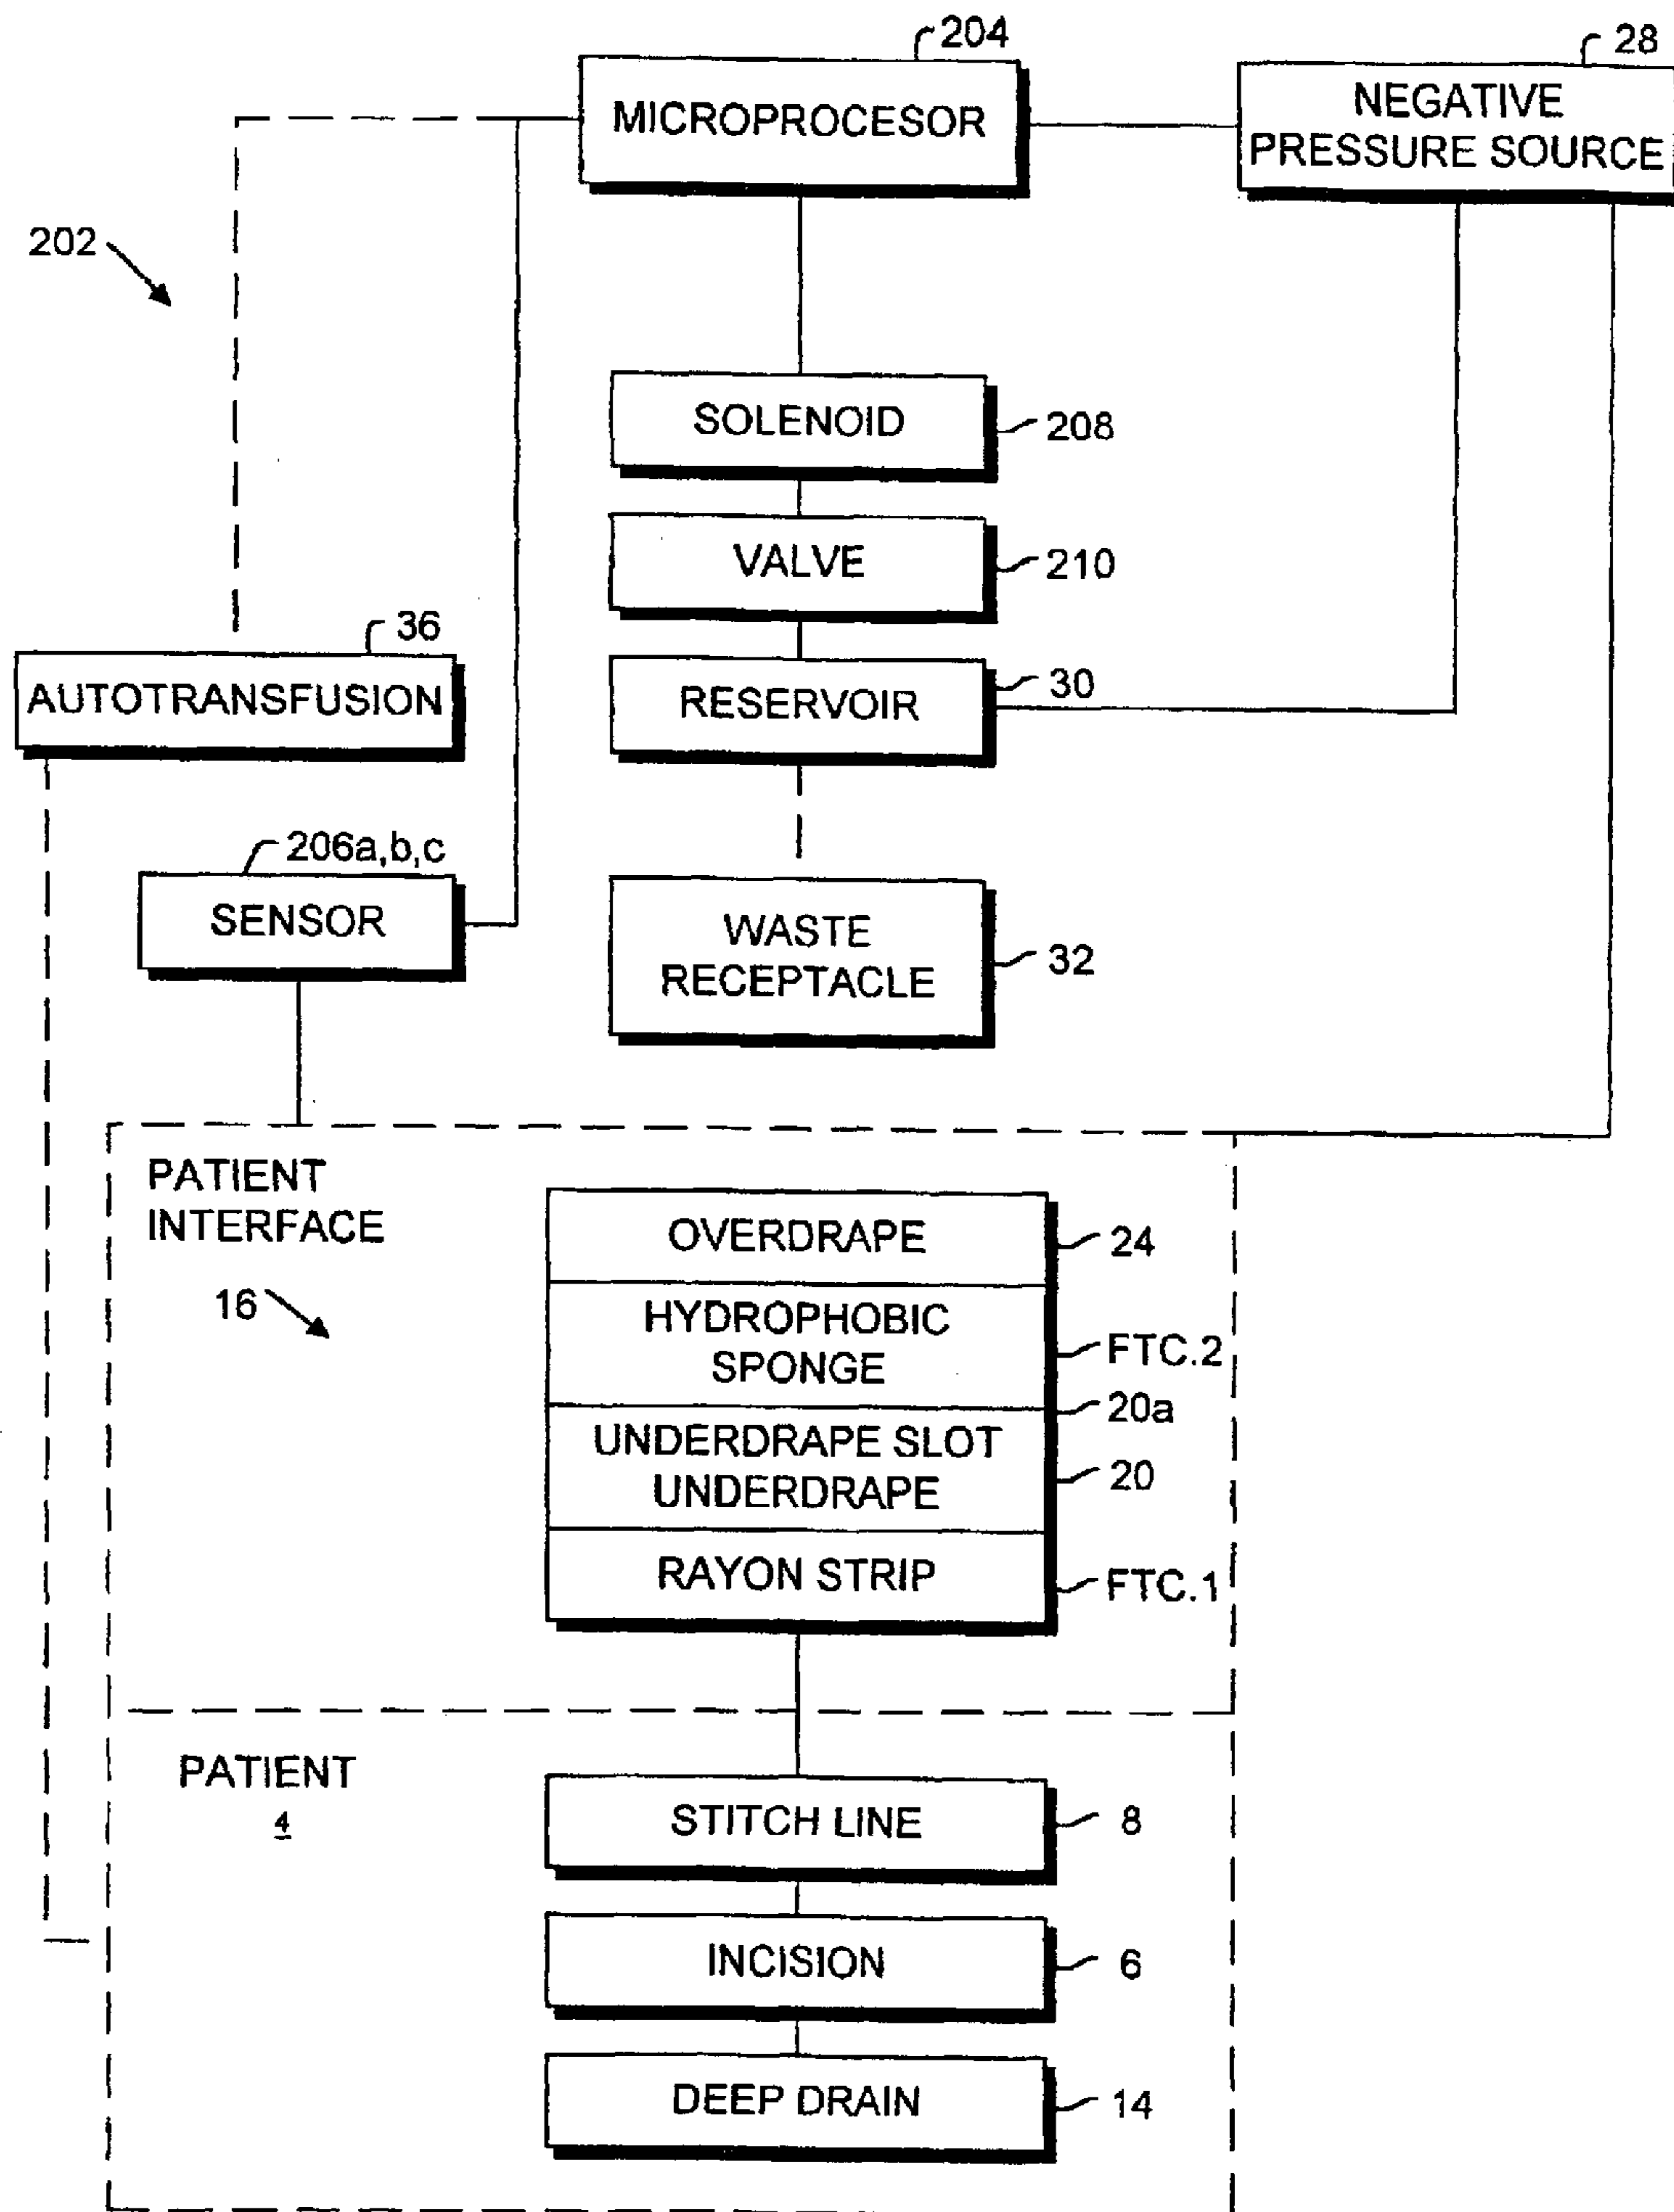 204
28
MICROPROCESOR
NEGATIVE
PRESSURE SOURCE
202
SOLENOID
208
VALVE
210
36
AUTOTRANSFUSION
RESERVOIR
30
206a,b,c
SENSOR
WASTE
RECEPTACLE
32
PATIENT
INTERFACE
16
OVERDRAPE
24
HYDROPHOBIC
SPONGE
FTC.2
20a
UNDERDRAPE SLOT
UNDERDRAPE
20
RAYON STRIP
FTC.1
PATIENT
4
STITCH LINE
8
INCISION
6
DEEP DRAIN
14